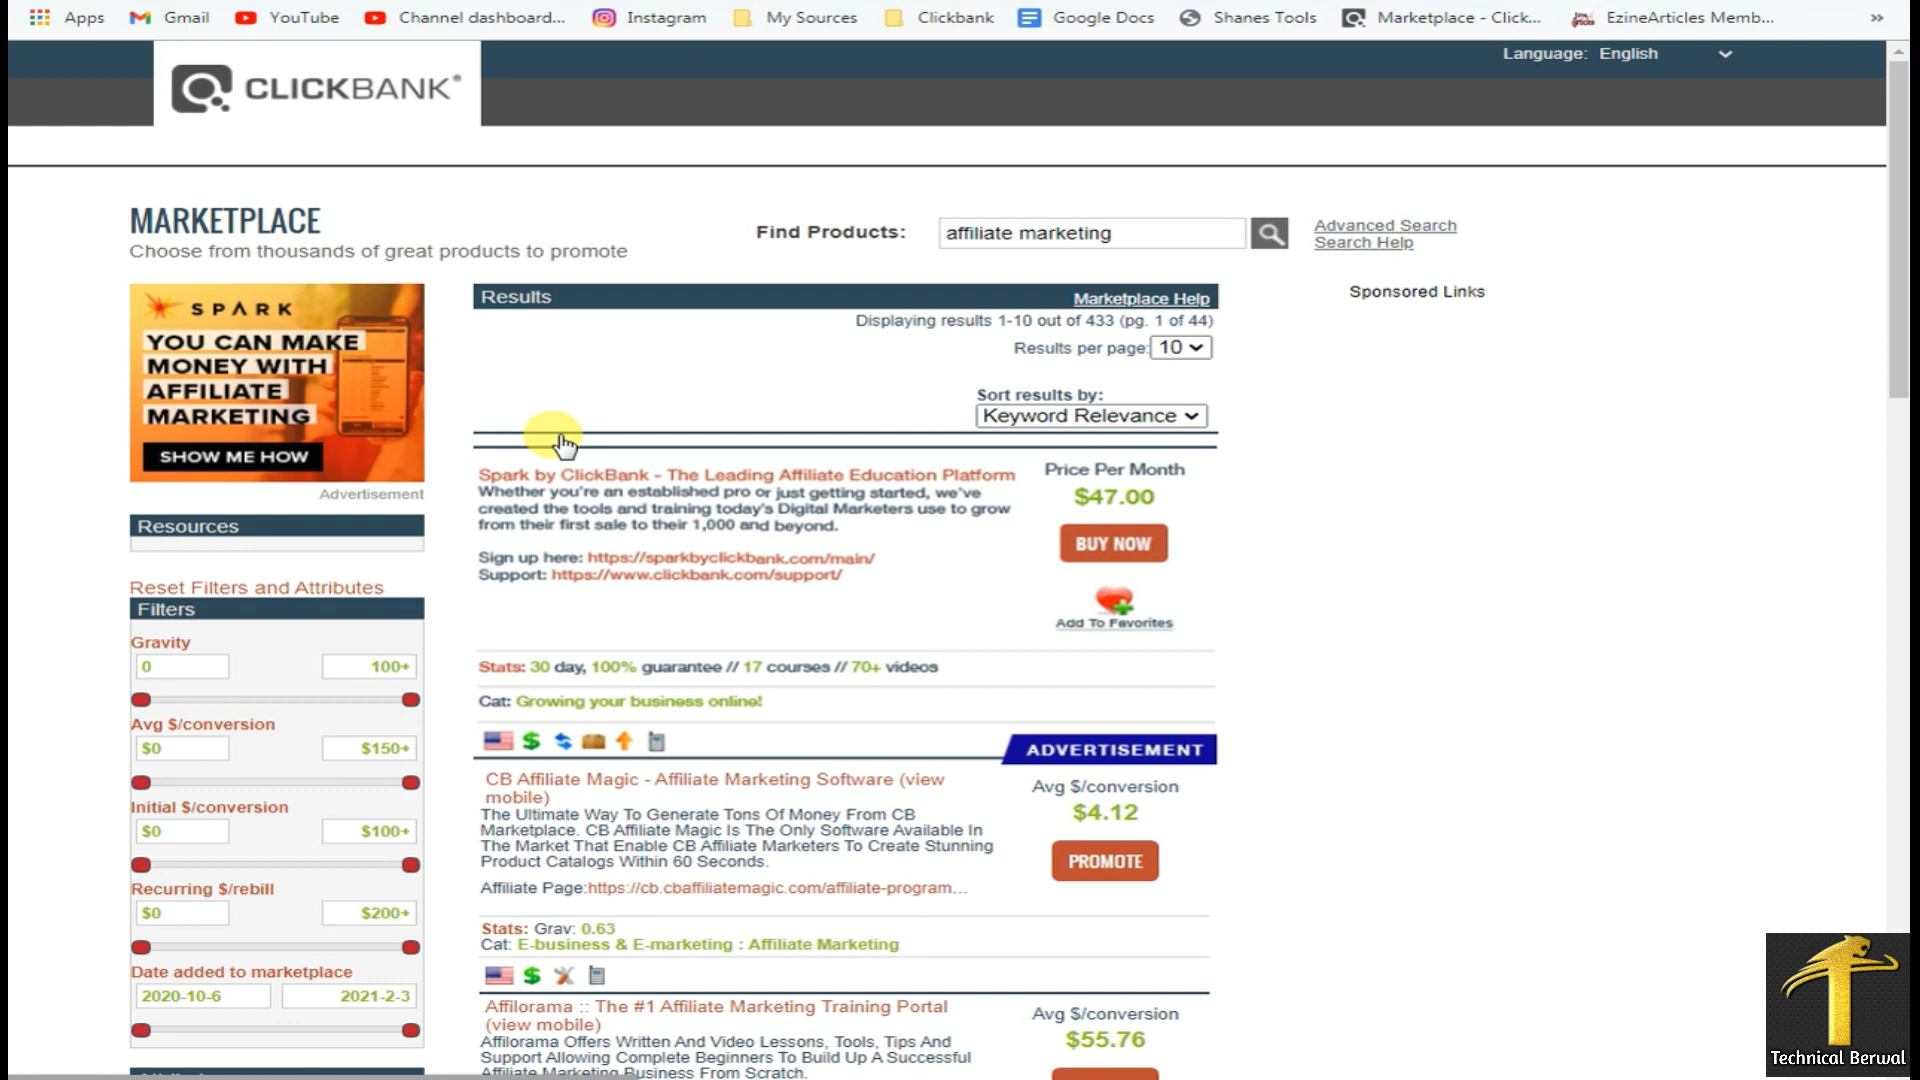 Apps Gmail YouTube Channel dashboard... Instagram My Sources Clickbank Google Docs Shanes Tools Marketplace - Click... EzineArticles Memb... »
Language: English
CLICKBANK®
MARKETPLACE
Choose from thousands of great products to promote
Find Products: affiliate marketing
Advanced Search
Search Help
SPARK
YOU CAN MAKE
MONEY WITH
AFFILIATE
MARKETING
SHOW ME HOW
Advertisement
Resources
Reset Filters and Attributes
Filters
Gravity
0 100+
Avg $/conversion
$0 $150+
Initial $/conversion
$0 $100+
Recurring $/rebill
$0 $200+
Date added to marketplace
2020-10-6 2021-2-3
Results Marketplace Help
Displaying results 1-10 out of 433 (pg. 1 of 44)
Results per page: 10
Sort results by:
Keyword Relevance
Spark by ClickBank - The Leading Affiliate Education Platform
Whether you're an established pro or just getting started, we've
created the tools and training today's Digital Marketers use to grow
from their first sale to their 1,000 and beyond.
Sign up here: https://sparkbyclickbank.com/main/
Support: https://www.clickbank.com/support/
Price Per Month
$47.00
BUY NOW
Add To Favorites
Stats: 30 day, 100% guarantee // 17 courses // 70+ videos
Cat: Growing your business online!
ADVERTISEMENT
CB Affiliate Magic - Affiliate Marketing Software (view
mobile)
The Ultimate Way To Generate Tons Of Money From CB
Marketplace. CB Affiliate Magic Is The Only Software Available In
The Market That Enable CB Affiliate Marketers To Create Stunning
Product Catalogs Within 60 Seconds.
Affiliate Page:https://cb.cbaffiliatemagic.com/affiliate-program...
Avg $/conversion
$4.12
PROMOTE
Stats: Grav: 0.63
Cat: E-business & E-marketing : Affiliate Marketing
Affilorama :: The #1 Affiliate Marketing Training Portal
(view mobile)
Affilorama Offers Written And Video Lessons, Tools, Tips And
Support Allowing Complete Beginners To Build Up A Successful
Affiliate Marketing Business From Scratch.
Avg $/conversion
$55.76
Sponsored Links
Technical Berwal